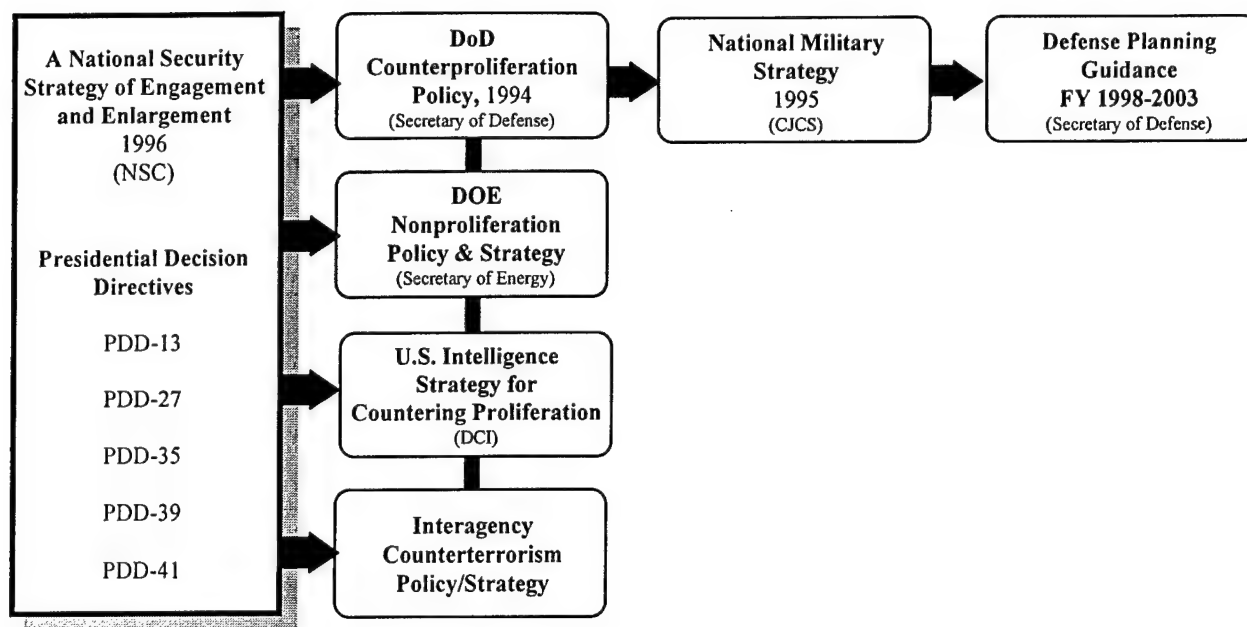 A National Security
Strategy of Engagement
and Enlargement
1996
(NSC)
Presidential Decision
Directives
PDD-13
PDD-27
PDD-35
PDD-39
PDD-41
DoD
Counterproliferation
Policy, 1994
(Secretary of Defense)
DOE
Nonproliferation
Policy & Strategy
(Secretary of Energy)
U.S. Intelligence
Strategy for
Countering Proliferation
(DCI)
Interagency
Counterterrorism
Policy/Strategy
National Military
Strategy
1995
(CJCS)
Defense Planning
Guidance
FY 1998-2003
(Secretary of Defense)